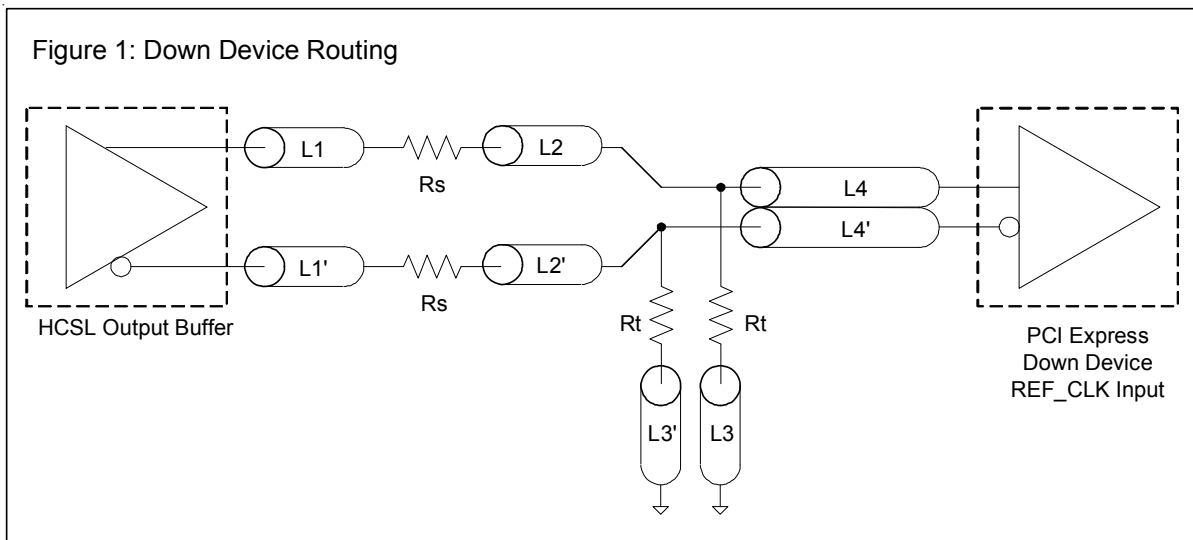 Figure 1: Down Device Routing
L1
Rs
L2
L4
L4'
L1'
Rs
L2'
HCSL Output Buffer
Rt
Rt
L3'
L3
PCI Express
Down Device
REF_CLK Input